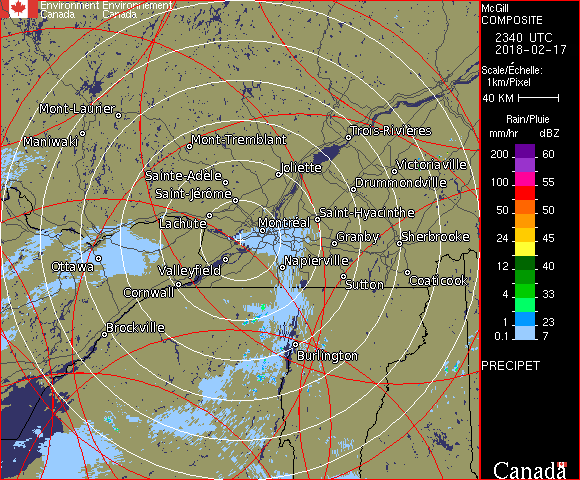 Environment Environnement
Canada Canada
McGill
COMPOSITE
2340 UTC
2018-02-17
Scale/Échelle:
1km/Pixel
40 KM
Rain/Pluie
mm/hr dBZ
200 60
150 57
100 55
50 50
24 45
12 40
4 33
1 23
0.1 7
PRECIPET
Canada
Mont-Laurier
Maniwaki
Mont-Tremblant
Trois-Rivières
Joliette
Victoriaville
Sainte-Adèle
Drummondville
Saint-Jérôme
Saint-Hyacinthe
Lachute
Montréal
Granby
Sherbrooke
Ottawa
Valleyfield
Napierville
Cornwall
Sutton
Coaticook
Brockville
Burlington